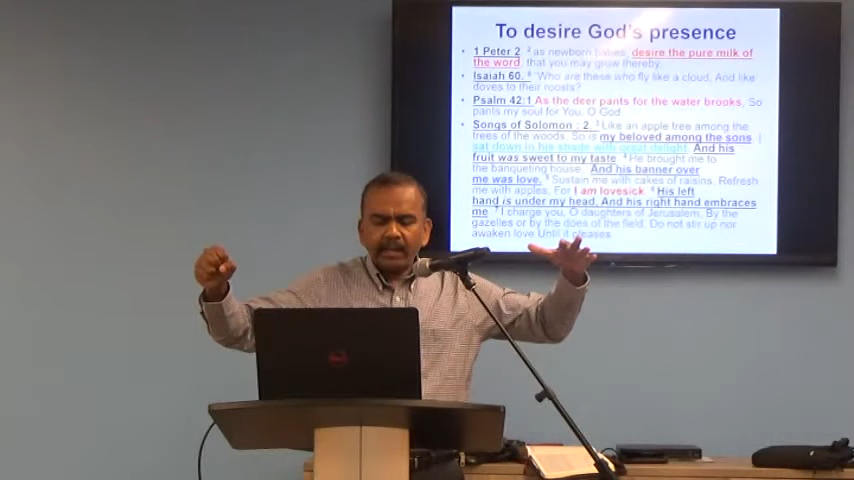 To desire God's presence
• 1 Peter 2 2 as newborn babies, desire the pure milk of
the word, that you may grow thereby.
• Isaiah 60. 8 "Who are these who fly like a cloud, And like
doves to their roosts?
• Psalm 42:1 As the deer pants for the water brooks, So
pants my soul for You, O God.
• Songs of Solomon : 2. 3 Like an apple tree among the
trees of the woods, So is my beloved among the sons. I
sat down in his shade with great delight, And his
fruit was sweet to my taste. 4 He brought me to
the banqueting house, And his banner over
me was love. 5 Sustain me with cakes of raisins, Refresh
me with apples, For I am lovesick. 6 His left
hand is under my head, And his right hand embraces
me. 7 I charge you, O daughters of Jerusalem, By the
gazelles or by the does of the field, Do not stir up nor
awaken love Until it pleases.